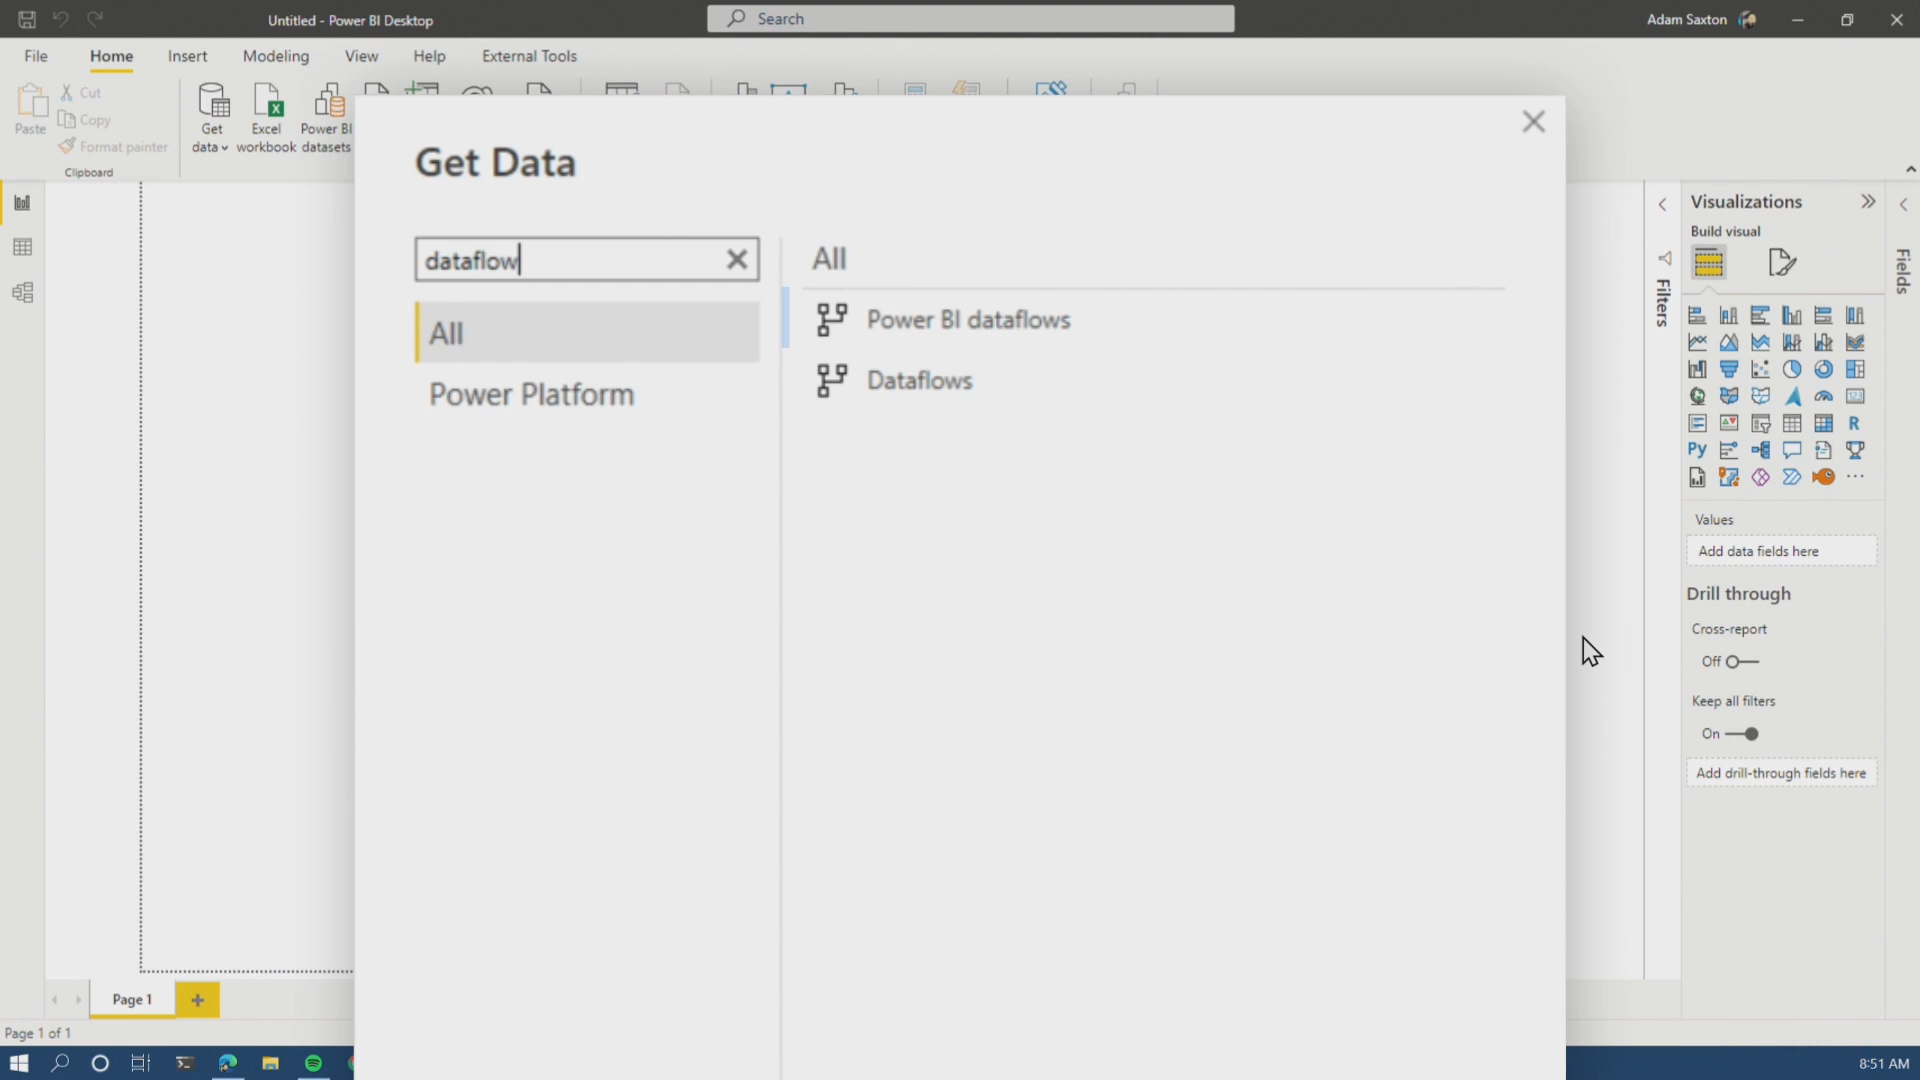 Untitled - Power BI Desktop
Search
Adam Saxton
File
Home
Insert
Modeling
View
Help
External Tools
Paste
Cut
Copy
Format painter
Clipboard
Get
data
Excel
workbook
Power BI
datasets
Get Data
dataflow
All
Power Platform
All
Power BI dataflows
Dataflows
Filters
Visualizations
Build visual
Fields
R
Py
123
Values
Add data fields here
Drill through
Cross-report
Off
Keep all filters
On
Add drill-through fields here
Page 1
Page 1 of 1
8:51 AM